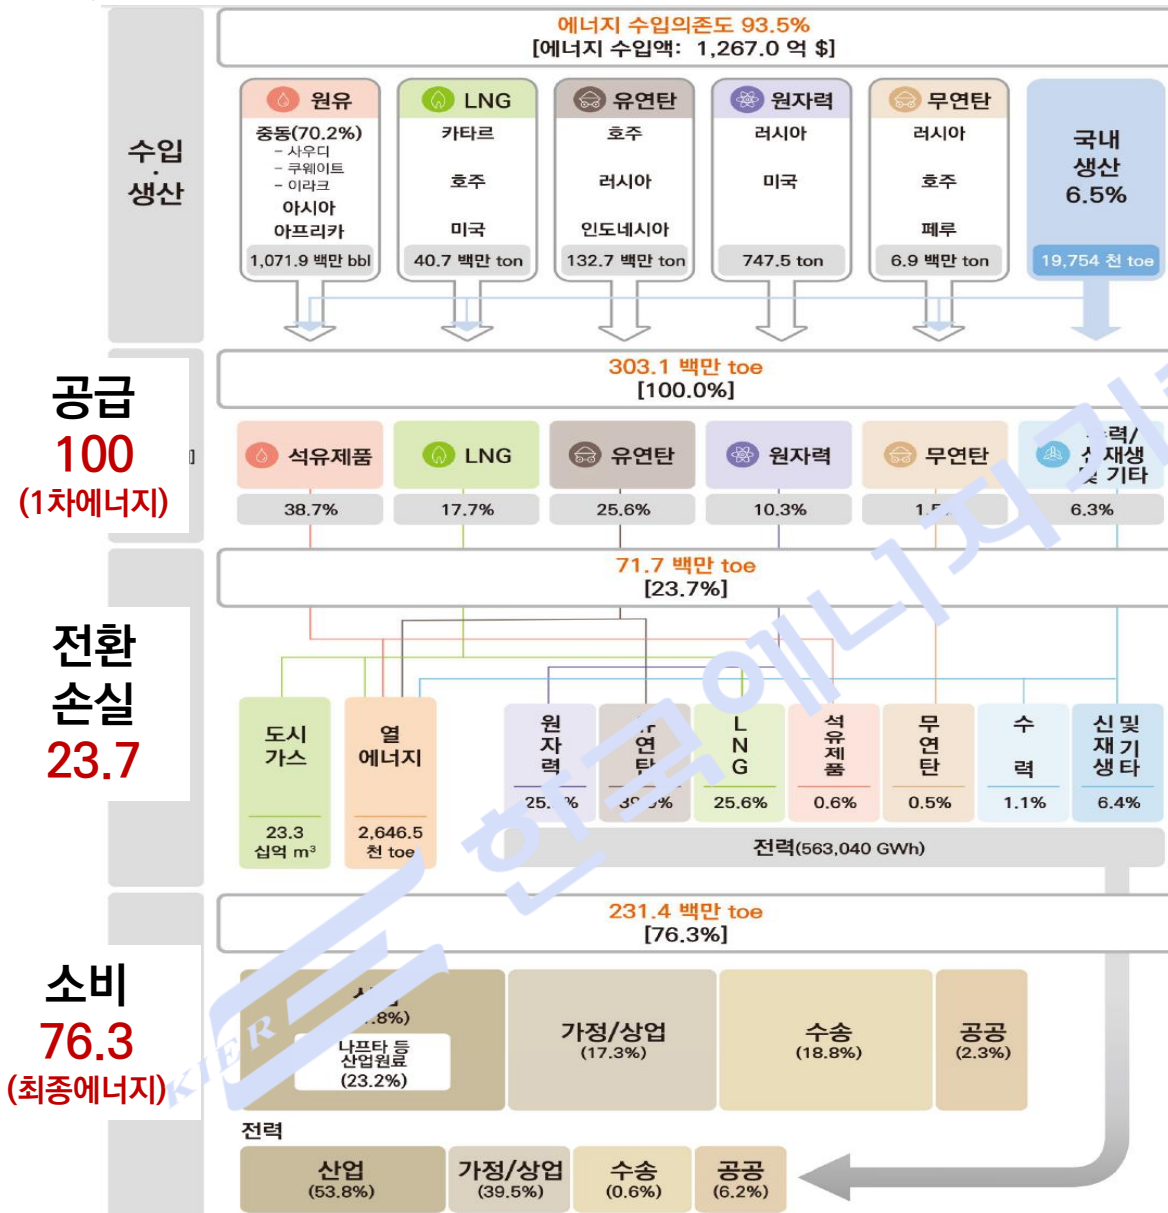 에너지 수입의존도 93.5%
[에너지 수입액: 1,267.0 억 $]
수입
·
생산
원유
중동(70.2%)
- 사우디
- 쿠웨이트
- 이라크
아시아
아프리카
1,071.9 백만 bbl
LNG
카타르
호주
미국
40.7 백만 ton
유연탄
호주
러시아
인도네시아
132.7 백만 ton
원자력
러시아
미국
747.5 ton
무연탄
러시아
호주
페루
6.9 백만 ton
국내
생산
6.5%
19,754 천 toe
공급
100
(1차에너지)
]
303.1 백만 toe
[100.0%]
석유제품
38.7%
LNG
17.7%
유연탄
25.6%
원자력
10.3%
무연탄
및 기타
6.3%
전환
손실
23.7
71.7 백만 toe
[23.7%]
도시
가스
23.3
십억 m³
열
에너지
2,646.5
천 toe
원자력
LNG
25.6%
석유제품
0.6%
무연탄
0.5%
수력
1.1%
신재생 및 기타
6.4%
전력(563,040 GWh)
소비
76.3
(최종에너지)
231.4 백만 toe
[76.3%]
나프타 등
산업원료
(23.2%)
가정/상업
(17.3%)
수송
(18.8%)
공공
(2.3%)
전력
산업
(53.8%)
가정/상업
(39.5%)
수송
(0.6%)
공공
(6.2%)
KIER
한국에너지기